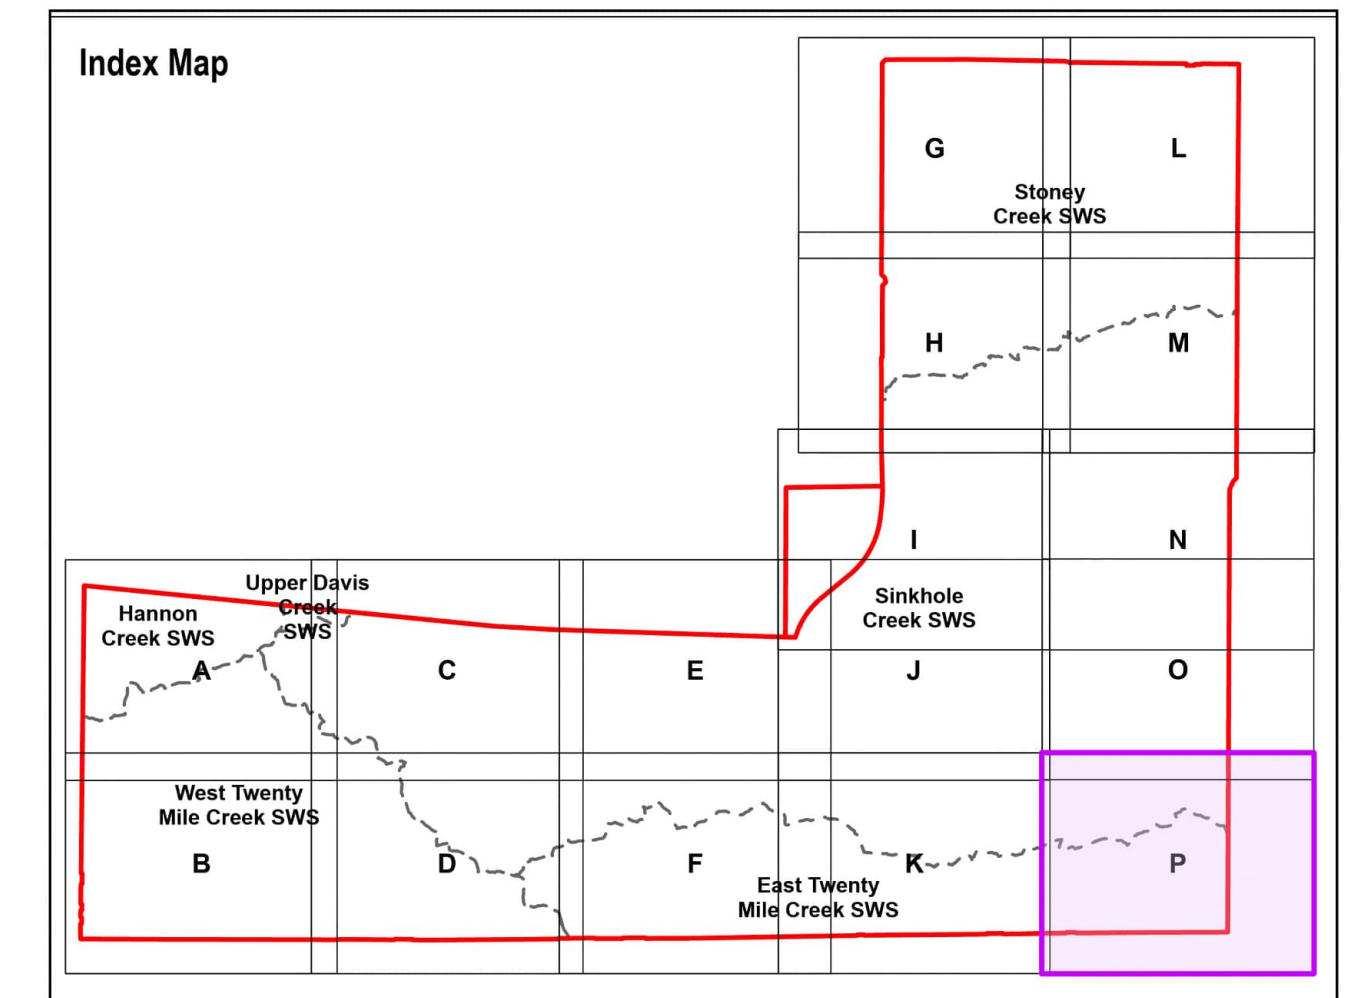 Index Map
G
L
Stoney
Creek SWS
H
M
I
N
Upper Davis
Creek
SWS
Hannon
Creek SWS
Sinkhole
Creek SWS
A
C
E
J
O
West Twenty
Mile Creek SWS
B
D
F
K
P
East Twenty
Mile Creek SWS